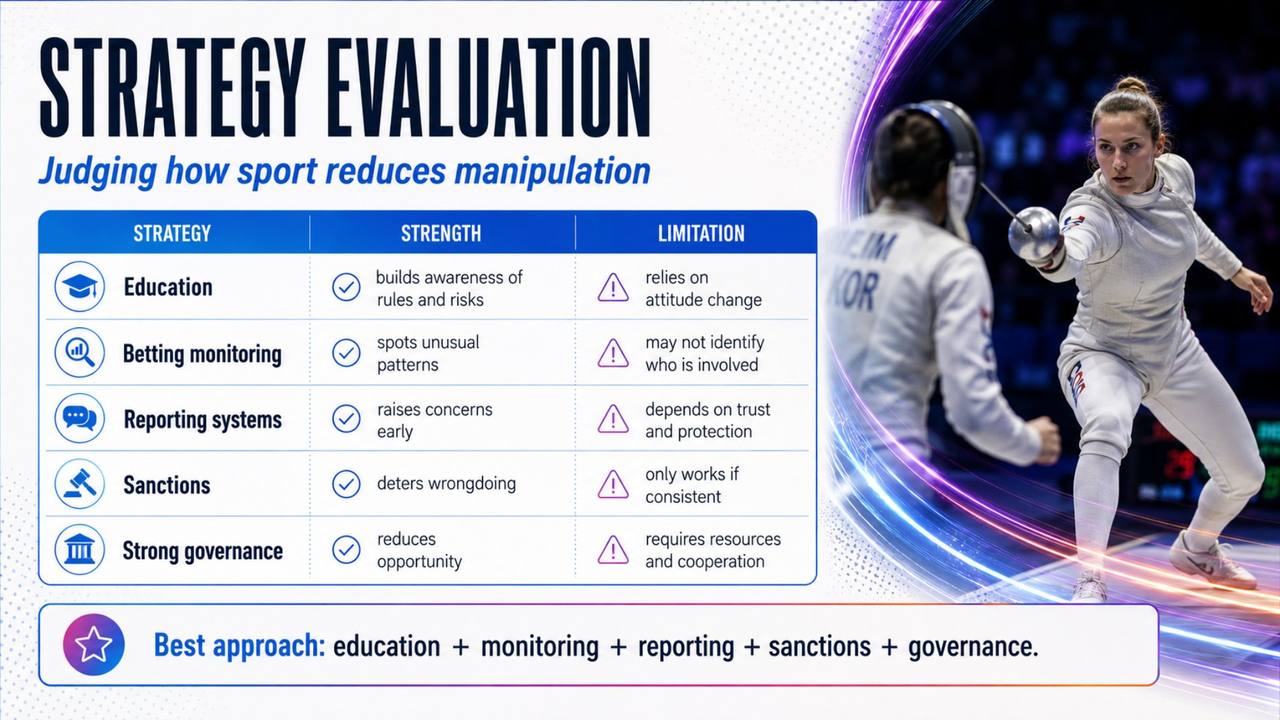 STRATEGY EVALUATION
Judging how sport reduces manipulation
STRATEGY
STRENGTH
LIMITATION
Education
builds awareness of
rules and risks
relies on
attitude change
Betting monitoring
spots unusual
patterns
may not identify
who is involved
Reporting systems
raises concerns
early
depends on trust
and protection
Sanctions
deters wrongdoing
only works if
consistent
Strong governance
reduces
opportunity
requires resources
and cooperation
Best approach: education + monitoring + reporting + sanctions + governance.
KOR